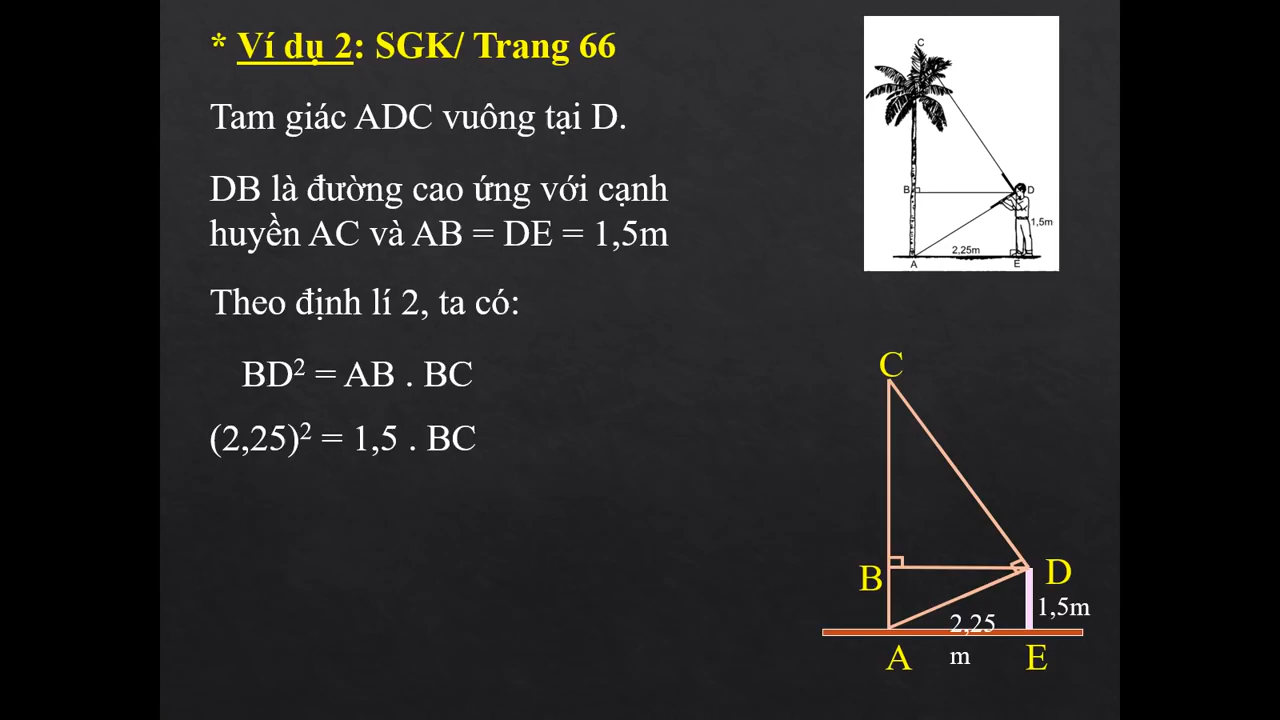 * Ví dụ 2: SGK/ Trang 66
Tam giác ADC vuông tại D.
DB là đường cao ứng với cạnh
huyền AC và AB = DE = 1,5m
Theo định lí 2, ta có:
BD² = AB . BC
(2,25)² = 1,5 . BC
C
B
D
1,5m
2,25m
A
E
C
B
D
1,5m
2,25
m
A
E